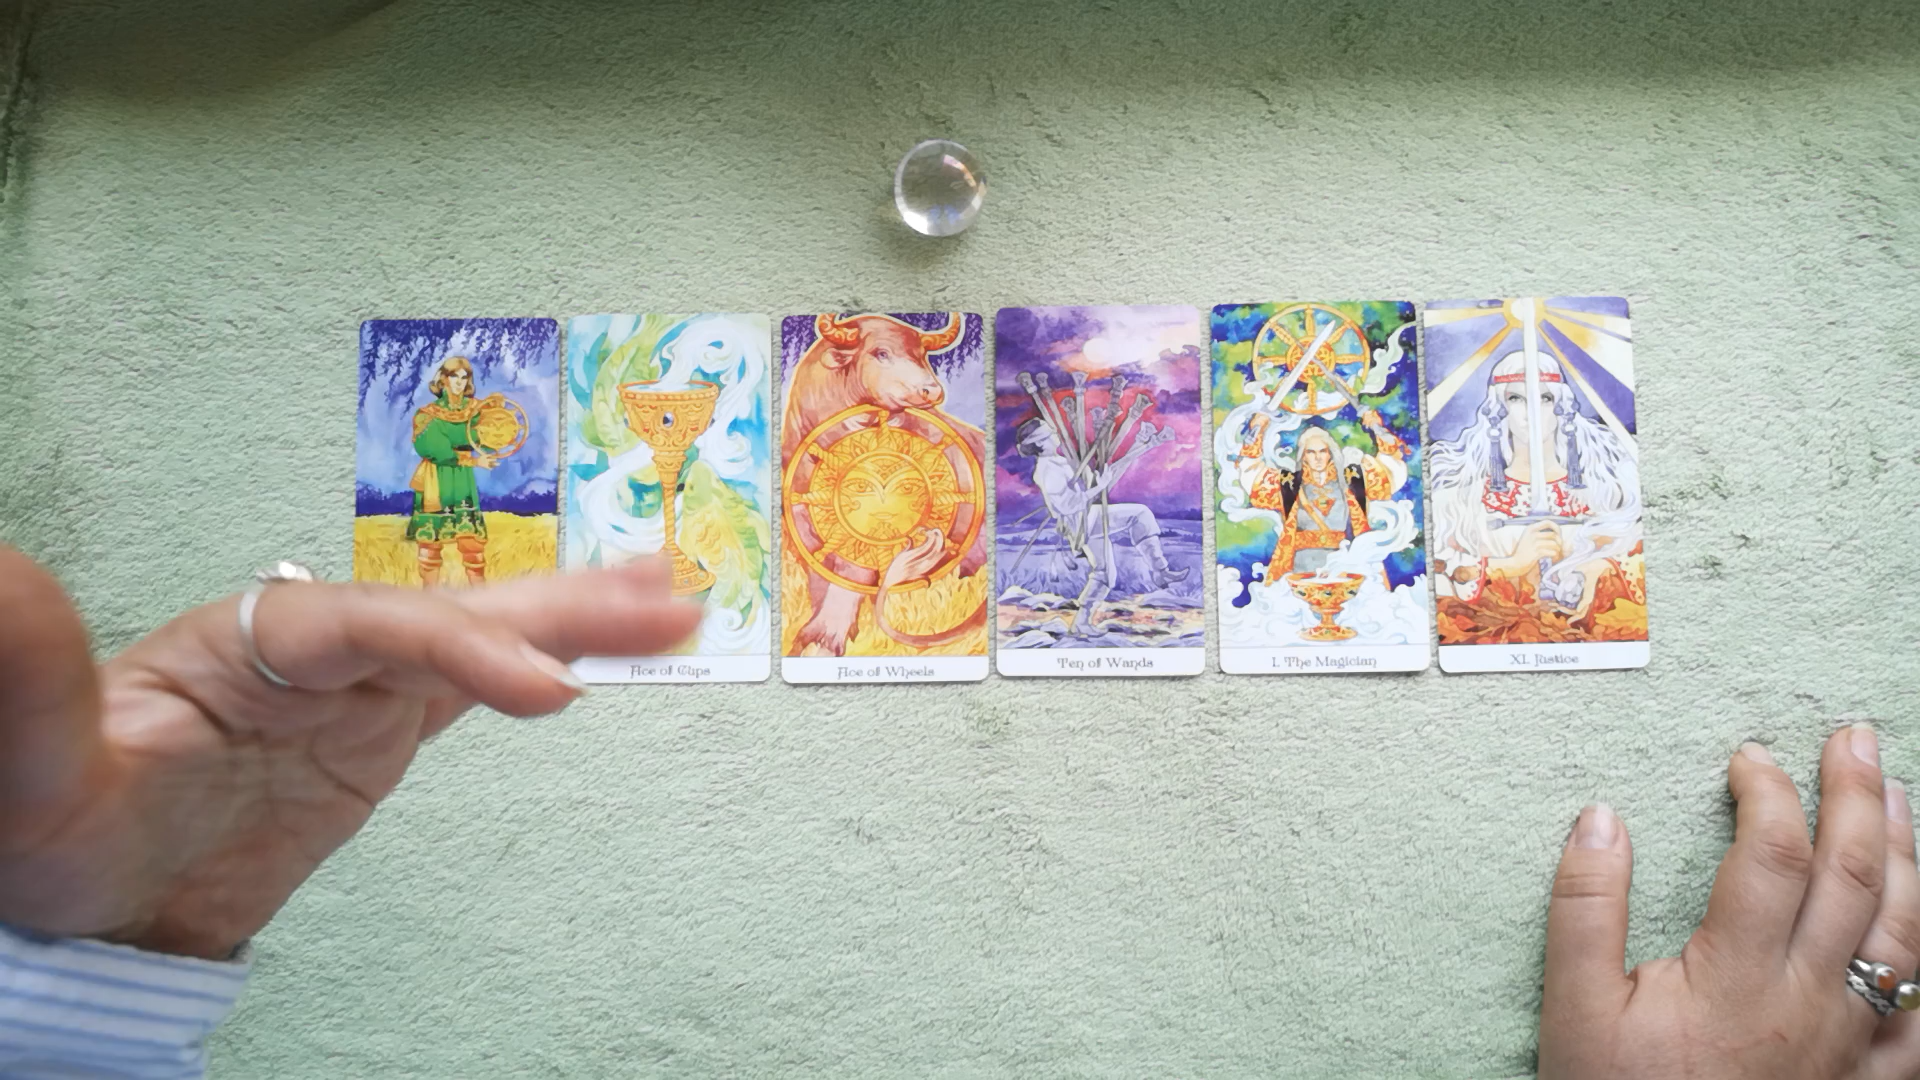 Ace of Cups
Ace of Wheels
Ten of Wands
I. The Magician
XI. Justice